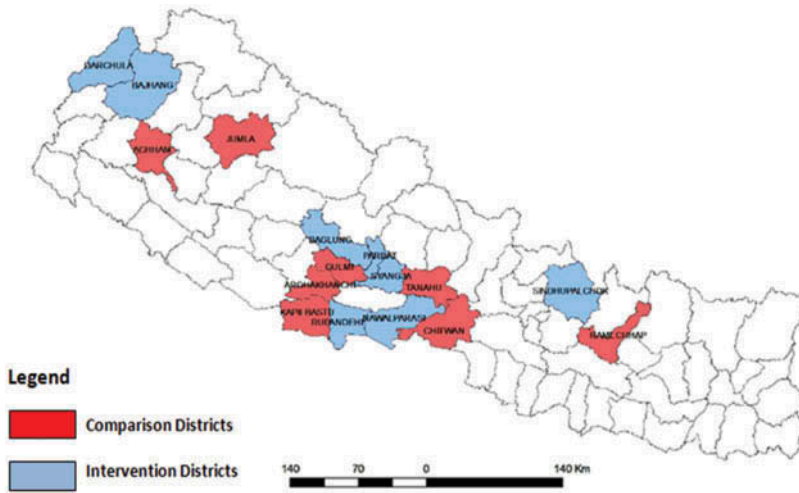 DARCHULA
BAJHANG
ACHHAM
JUMLA
BAGLUNG
PARBAT
GULMI
SYANGJA
ARGHAKHANCHI
TANAHU
SINDHUPALCHOK
KAPILBASTU
RUPANDEHI
NAWALPARASI
CHITWAN
RAMECHHAP
Legend
Comparison Districts
Intervention Districts
140 70 0 140 Km